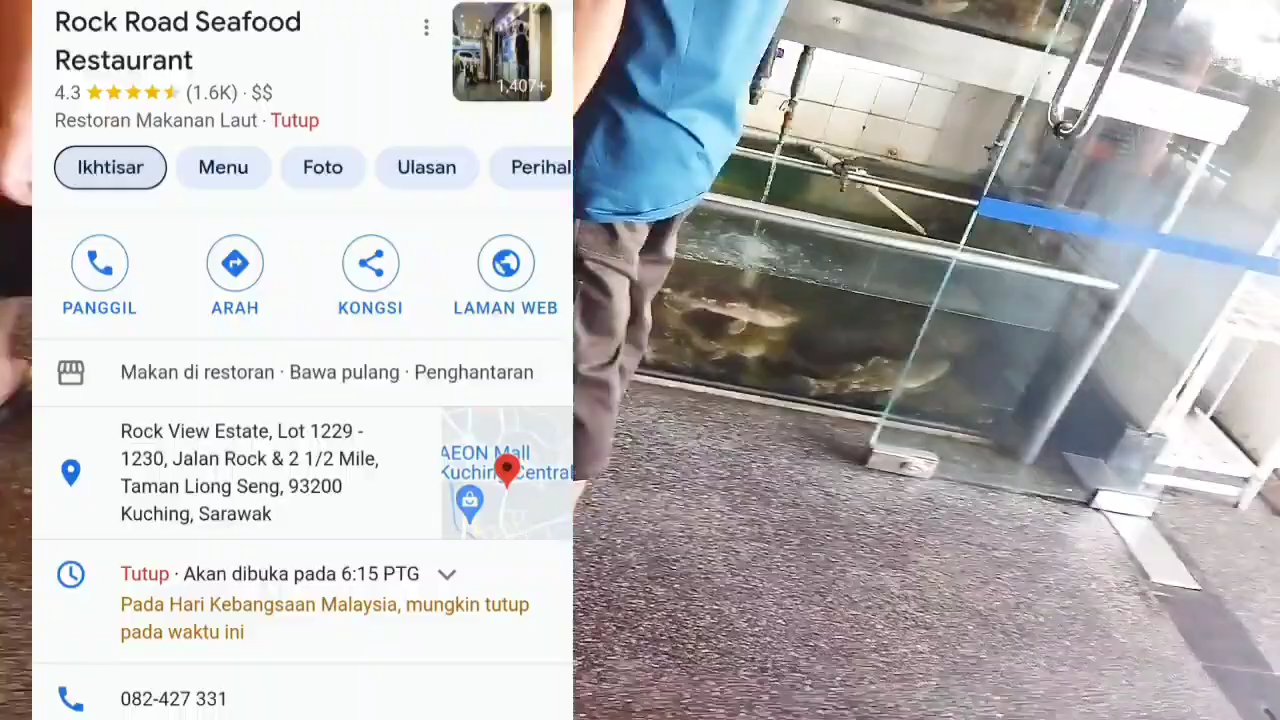 Rock Road Seafood
Restaurant
4.3 (1.6K) · $$
1,407+
Restoran Makanan Laut · Tutup
Ikhtisar Menu Foto Ulasan Perihal
PANGGIL ARAH KONGSI LAMAN WEB
Makan di restoran · Bawa pulang · Penghantaran
Rock View Estate, Lot 1229 -
1230, Jalan Rock & 2 1/2 Mile,
Taman Liong Seng, 93200
Kuching, Sarawak
AEON Mall
Kuching Central
Tutup · Akan dibuka pada 6:15 PTG
Pada Hari Kebangsaan Malaysia, mungkin tutup
pada waktu ini
082-427 331